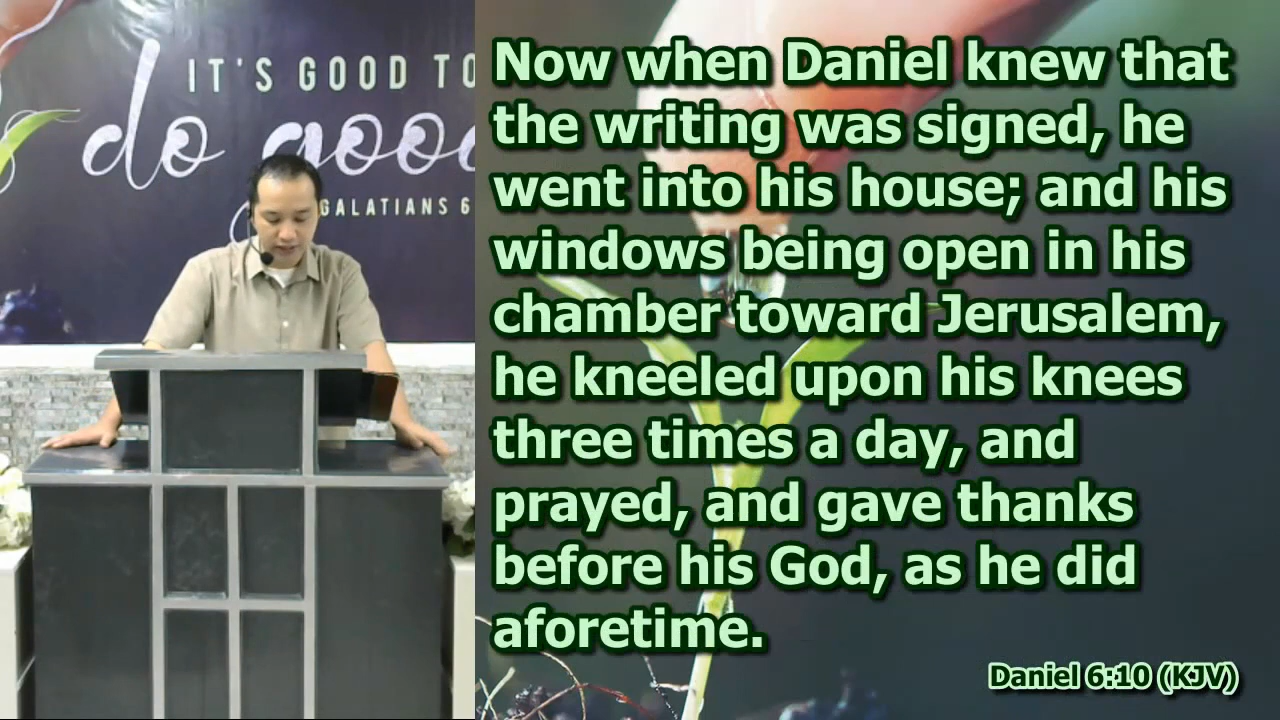 IT'S GOOD TO
do good
GALATIANS 6
Now when Daniel knew that
the writing was signed, he
went into his house; and his
windows being open in his
chamber toward Jerusalem,
he kneeled upon his knees
three times a day, and
prayed, and gave thanks
before his God, as he did
aforetime.
Daniel 6:10 (KJV)